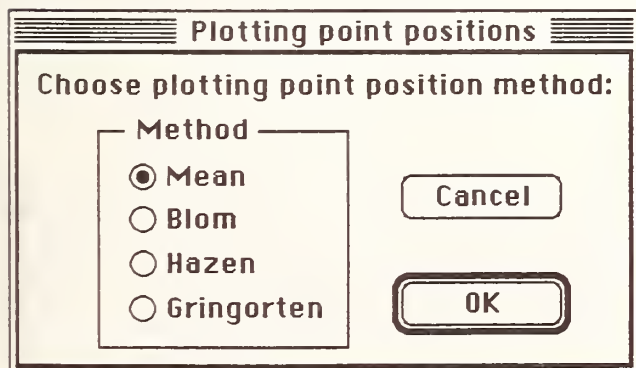 Plotting point positions
Choose plotting point position method:
Method
Mean
Blom
Hazen
Gringorten
Cancel
OK